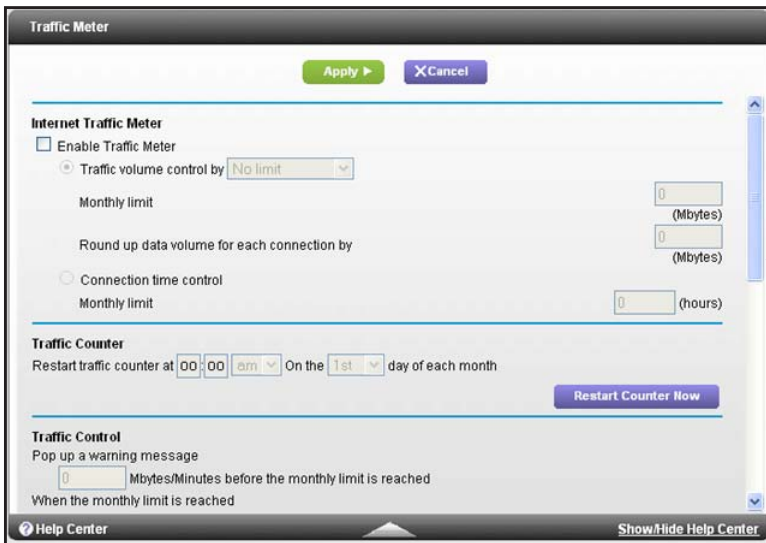 Traffic Meter
Apply
Cancel
Internet Traffic Meter
Enable Traffic Meter
Traffic volume control by No limit
Monthly limit 0
(Mbytes)
Round up data volume for each connection by 0
(Mbytes)
Connection time control
Monthly limit 0 (hours)
Traffic Counter
Restart traffic counter at 00:00 am On the 1st day of each month
Restart Counter Now
Traffic Control
Pop up a warning message
0 Mbytes/Minutes before the monthly limit is reached
When the monthly limit is reached
Help Center Show/Hide Help Center